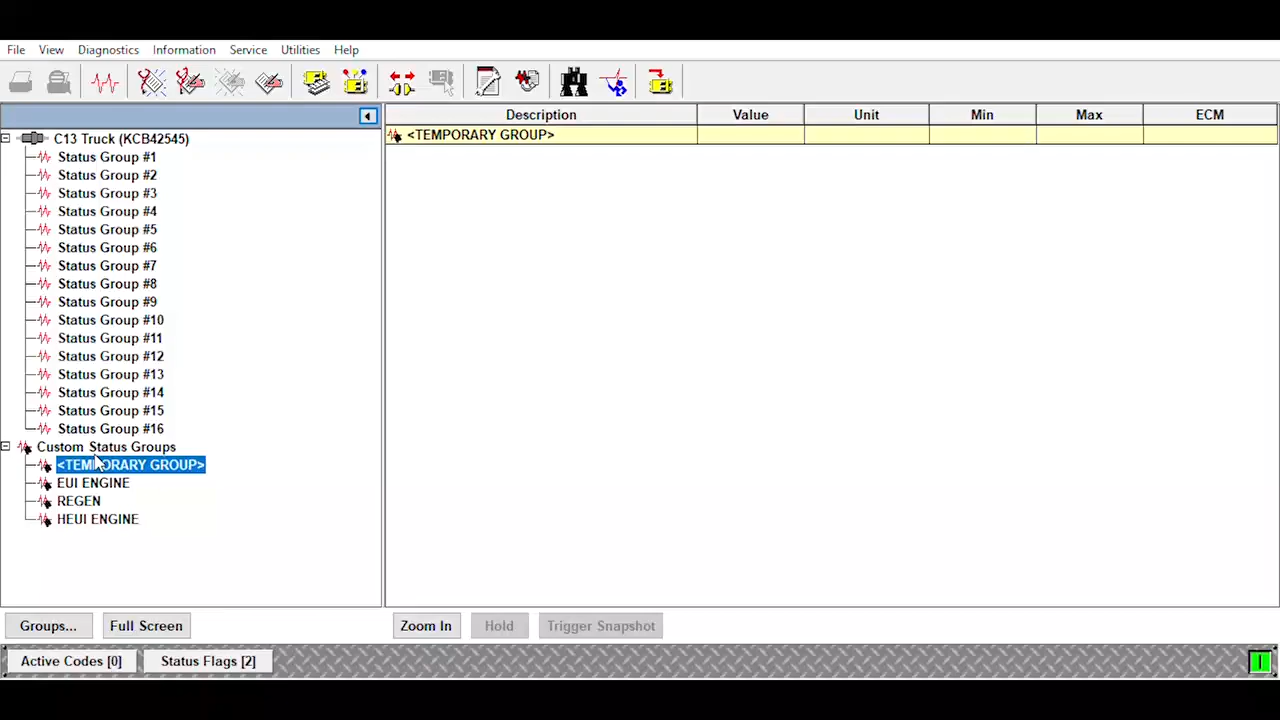 File View Diagnostics Information Service Utilities Help
Description Value Unit Min Max ECM
<TEMPORARY GROUP>
C13 Truck (KCB42545)
Status Group #1
Status Group #2
Status Group #3
Status Group #4
Status Group #5
Status Group #6
Status Group #7
Status Group #8
Status Group #9
Status Group #10
Status Group #11
Status Group #12
Status Group #13
Status Group #14
Status Group #15
Status Group #16
Custom Status Groups
<TEMPORARY GROUP>
EUI ENGINE
REGEN
HEUI ENGINE
Groups... Full Screen Zoom In Hold Trigger Snapshot
Active Codes [0] Status Flags [2]